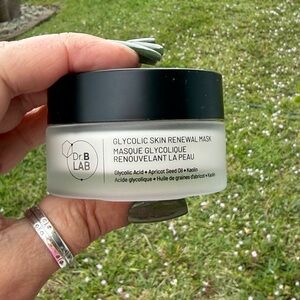 Dr.B
LAB
GLYCOLIC SKIN RENEWAL MASK
MASQUE GLYCOLIQUE
RENOUVELANT LA PEAU
Glycolic Acid • Apricot Seed Oil • Kaolin
Acide glycolique • Huile de graines d'abricot • Kaolin